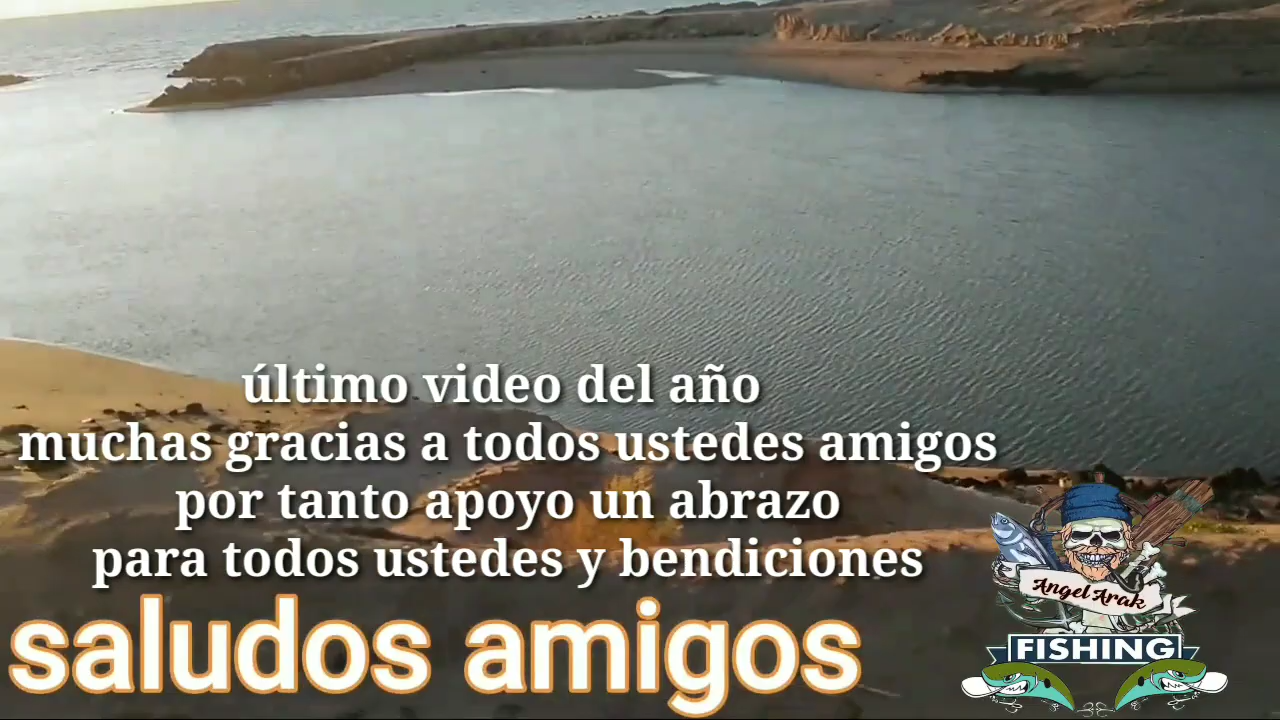 último video del año
muchas gracias a todos ustedes amigos
por tanto apoyo un abrazo
para todos ustedes y bendiciones
saludos amigos
Angel Arak
FISHING